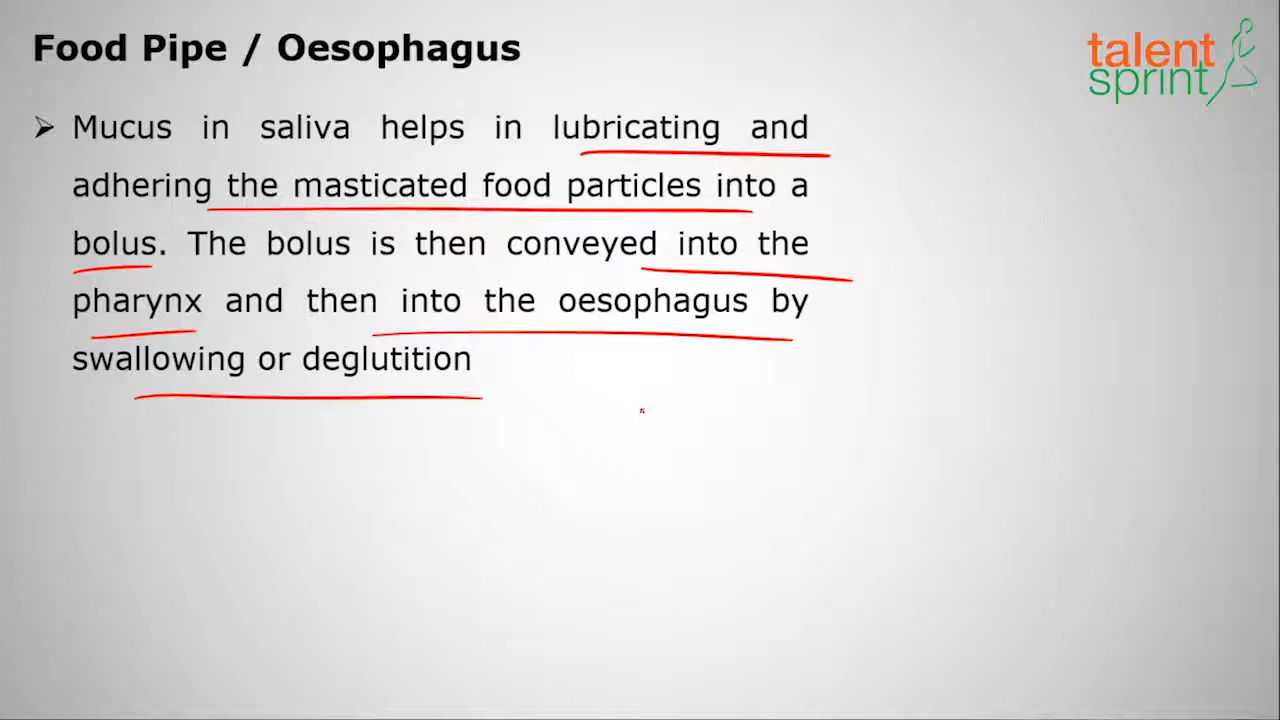 Food Pipe / Oesophagus
talent
sprint
➢ Mucus in saliva helps in lubricating and
adhering the masticated food particles into a
bolus. The bolus is then conveyed into the
pharynx and then into the oesophagus by
swallowing or deglutition